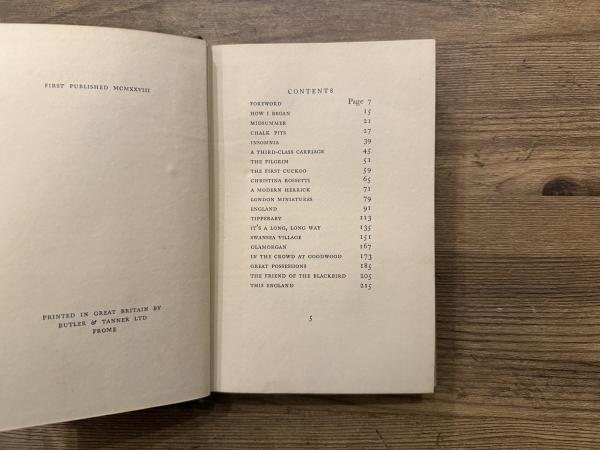 FIRST PUBLISHED MCMXXVIII
PRINTED IN GREAT BRITAIN BY
BUTLER & TANNER LTD
FROME
CONTENTS
FOREWORD Page 7
HOW I BEGAN 15
MIDSUMMER 21
CHALK PITS 27
INSOMNIA 39
A THIRD-CLASS CARRIAGE 45
THE PILGRIM 51
THE FIRST CUCKOO 59
CHRISTINA ROSSETTI 65
A MODERN HERRICK 71
LONDON MINIATURES 79
ENGLAND 91
TIPPERARY 113
IT'S A LONG, LONG WAY 135
SWANSEA VILLAGE 151
GLAMORGAN 167
IN THE CROWD AT GOODWOOD 173
GREAT POSSESSIONS 185
THE FRIEND OF THE BLACKBIRD 205
THIS ENGLAND 215
5